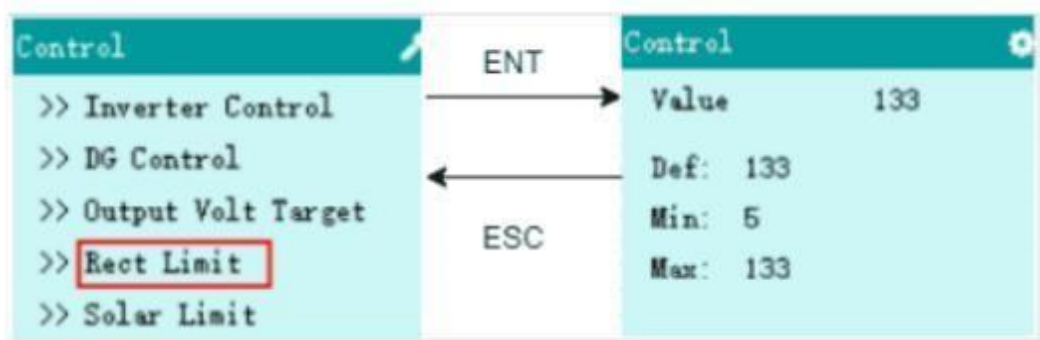 Control
>> Inverter Control
>> DG Control
>> Output Volt Target
>> Rect Limit
>> Solar Limit
ENT
ESC
Control
Value 133
Def: 133
Min: 5
Max: 133